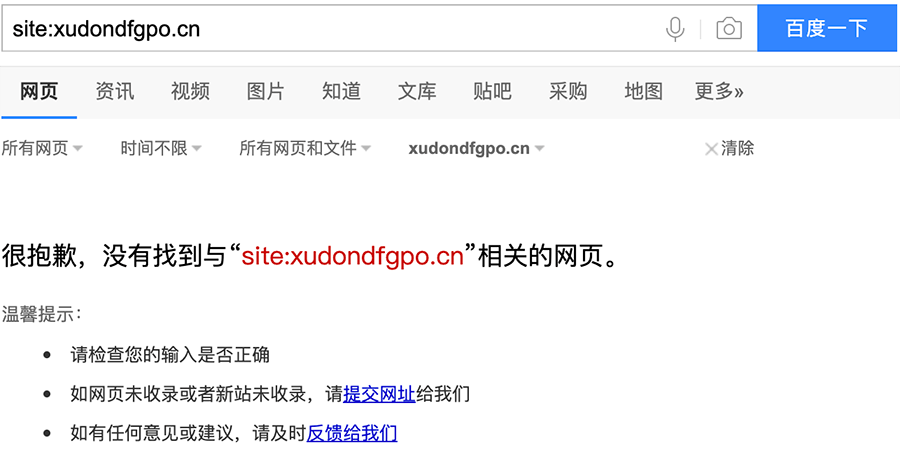 site:xudondfgpo.cn 百度一下
网页 资讯 视频 图片 知道 文库 贴吧 采购 地图 更多»
所有网页 时间不限 所有网页和文件 xudondfgpo.cn 清除
很抱歉，没有找到与“site:xudondfgpo.cn”相关的网页。
温馨提示：
请检查您的输入是否正确
如网页未收录或者新站未收录，请提交网址给我们
如有任何意见或建议，请及时反馈给我们